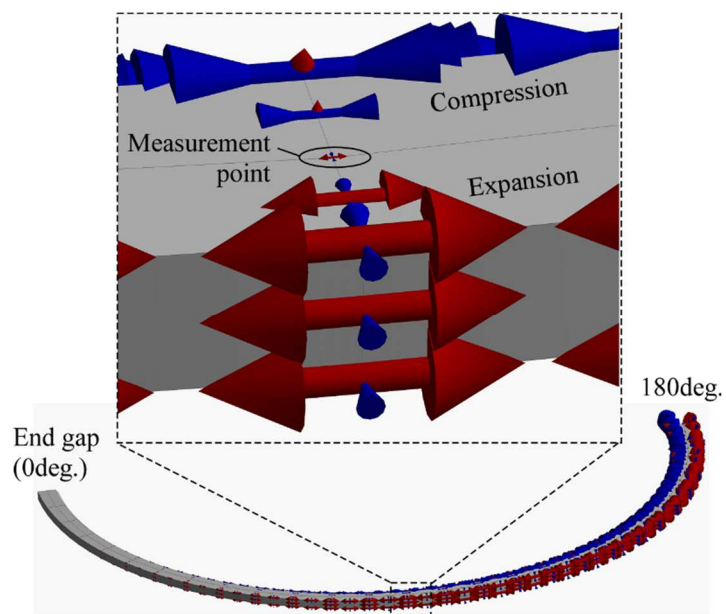 Compression
Measurement
point
Expansion
180deg.
End gap
(0deg.)